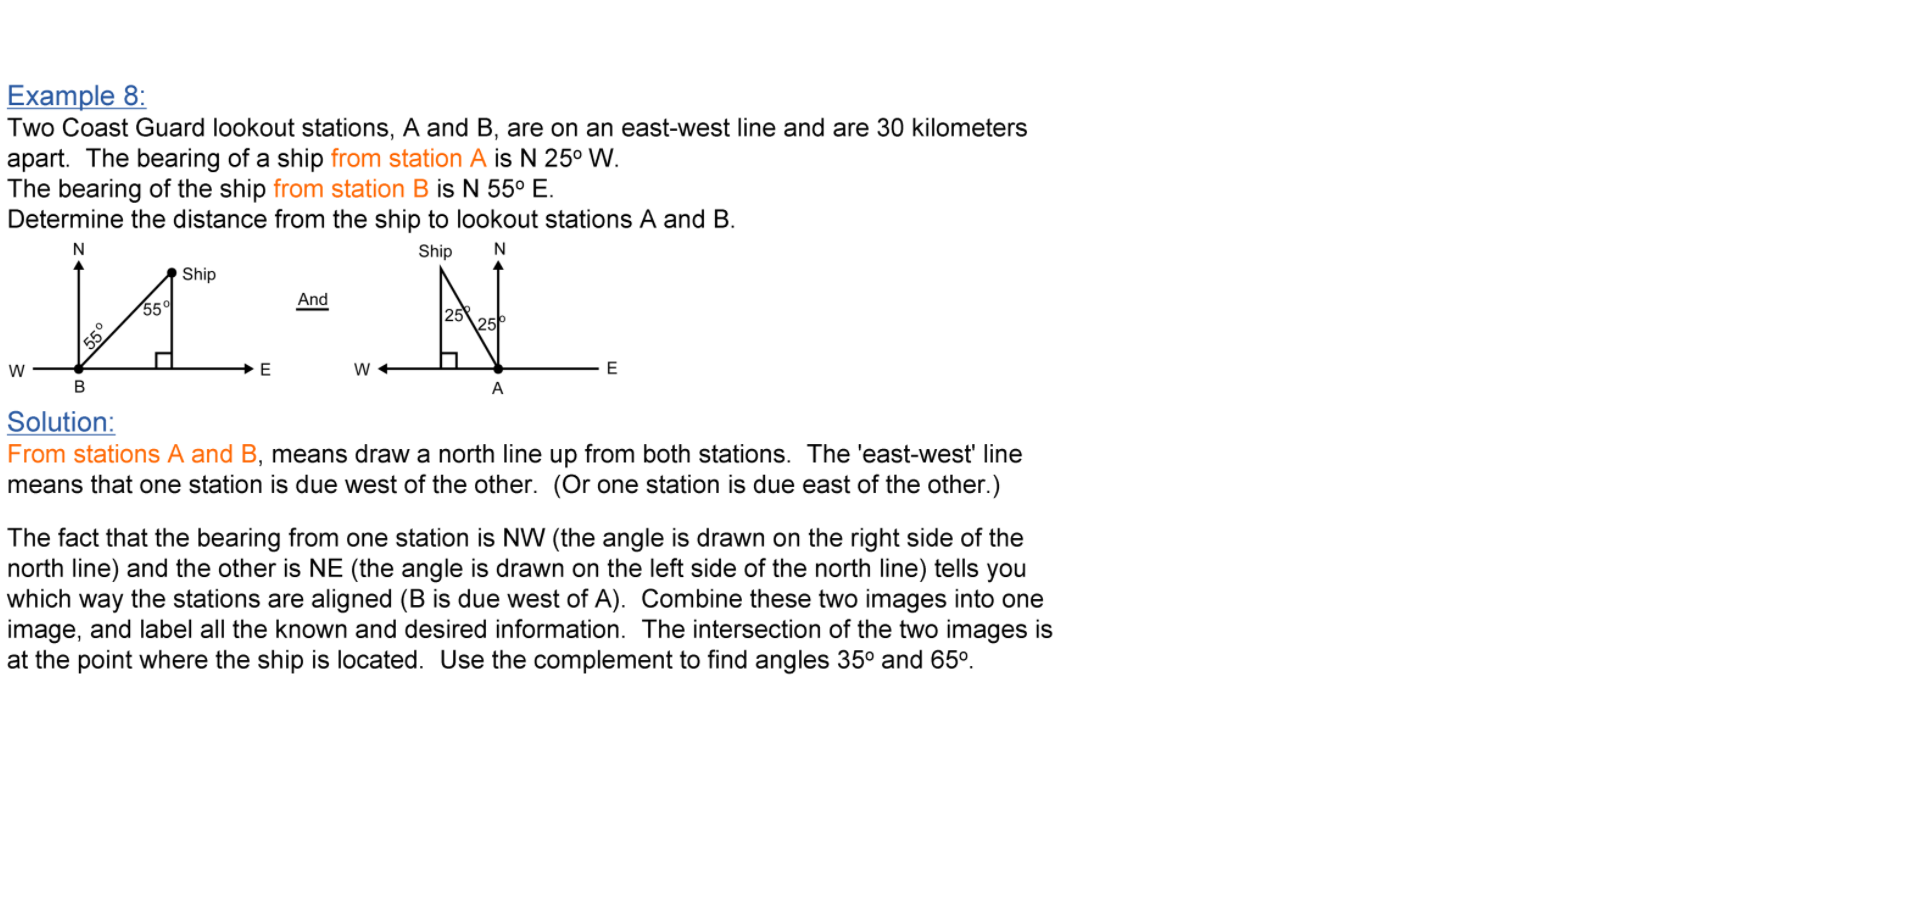 Example 8:
Two Coast Guard lookout stations, A and B, are on an east-west line and are 30 kilometers
apart.  The bearing of a ship from station A is N 25º W.
The bearing of the ship from station B is N 55º E.
Determine the distance from the ship to lookout stations A and B.
N
Ship
55º
55º
W
E
B
And
Ship
N
25º
25º
W
E
A
Solution:
From stations A and B, means draw a north line up from both stations.  The 'east-west' line
means that one station is due west of the other.  (Or one station is due east of the other.)
The fact that the bearing from one station is NW (the angle is drawn on the right side of the
north line) and the other is NE (the angle is drawn on the left side of the north line) tells you
which way the stations are aligned (B is due west of A).  Combine these two images into one
image, and label all the known and desired information.  The intersection of the two images is
at the point where the ship is located.  Use the complement to find angles 35º and 65º.